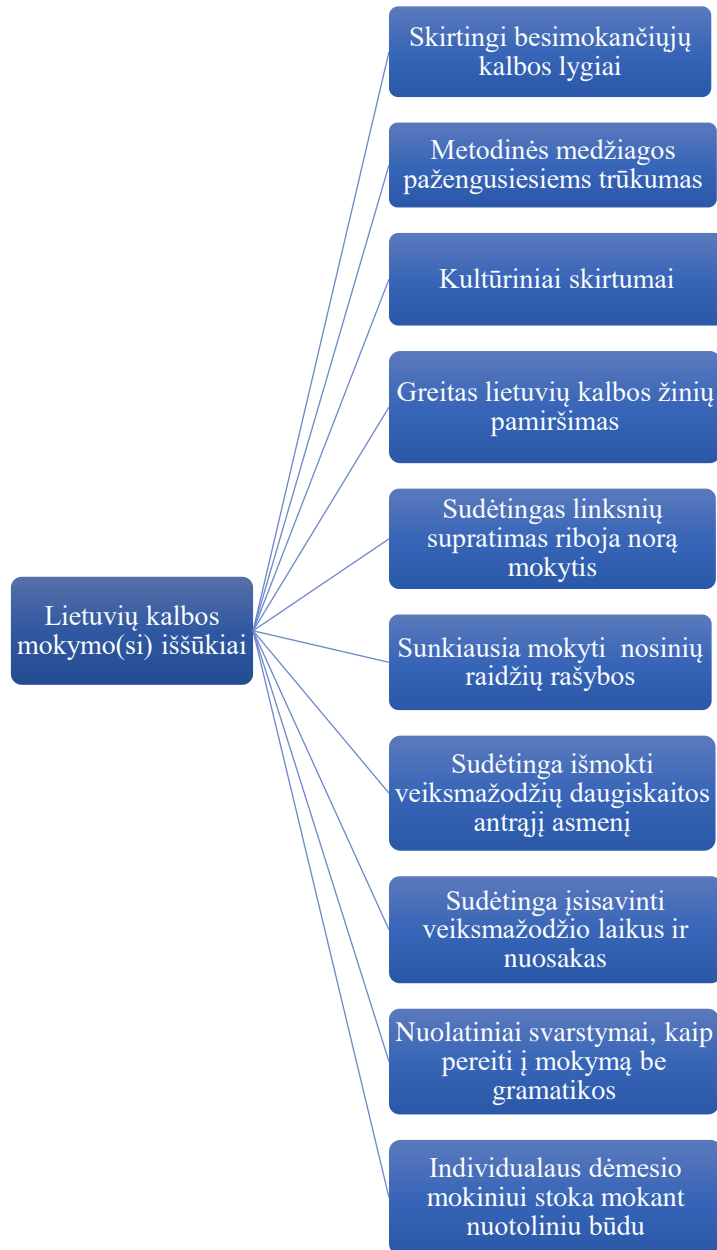 Skirtingi besimokančiųjų
kalbos lygiai
Metodinės medžiagos
pažengusiesiems trūkumas
Kultūriniai skirtumai
Greitas lietuvių kalbos žinių
pamiršimas
Sudėtingas linksnių
supratimas riboja norą
mokytis
Lietuvių kalbos
mokymo(si) iššūkiai
Sunkiausia mokyti nosinių
raidžių rašybos
Sudėtinga išmokti
veiksmažodžių daugiskaitos
antrąjį asmenį
Sudėtinga įsisavinti
veiksmažodžio laikus ir
nuosakas
Nuolatiniai svarstymai, kaip
pereiti į mokymą be
gramatikos
Individualaus dėmesio
mokiniui stoka mokant
nuotoliniu būdu